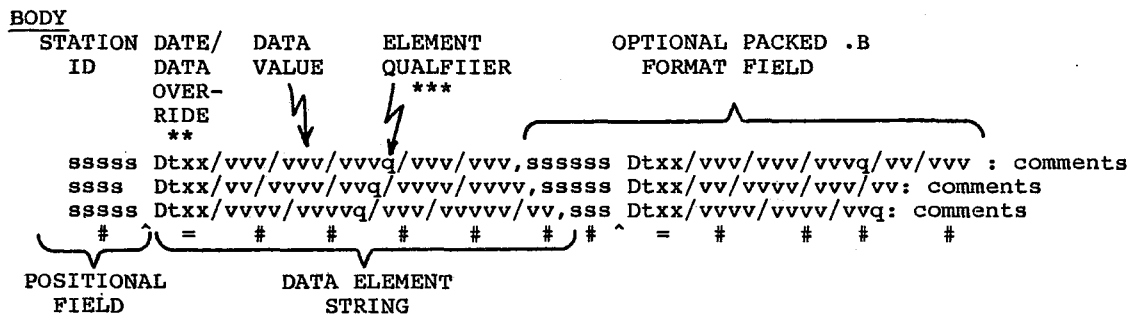 BODY
STATION DATE/ DATA ELEMENT OPTIONAL PACKED .B
ID DATA VALUE QUALFIIER FORMAT FIELD
OVER- ***
RIDE
**
sssss Dtxx/vvv/vvv/vvvq/vvv/vvv,ssssss Dtxx/vvv/vvv/vvvq/vv/vvv : comments
ssss Dtxx/vv/vvvv/vvq/vvvv/vvvv,sssss Dtxx/vv/vvvv/vvv/vv: comments
sssss Dtxx/vvvv/vvvvq/vvv/vvvvv/vv,sss Dtxx/vvvv/vvvv/vvq: comments
# ^ = # # # # # # ^ = # # # #
POSITIONAL DATA ELEMENT
FIELD STRING